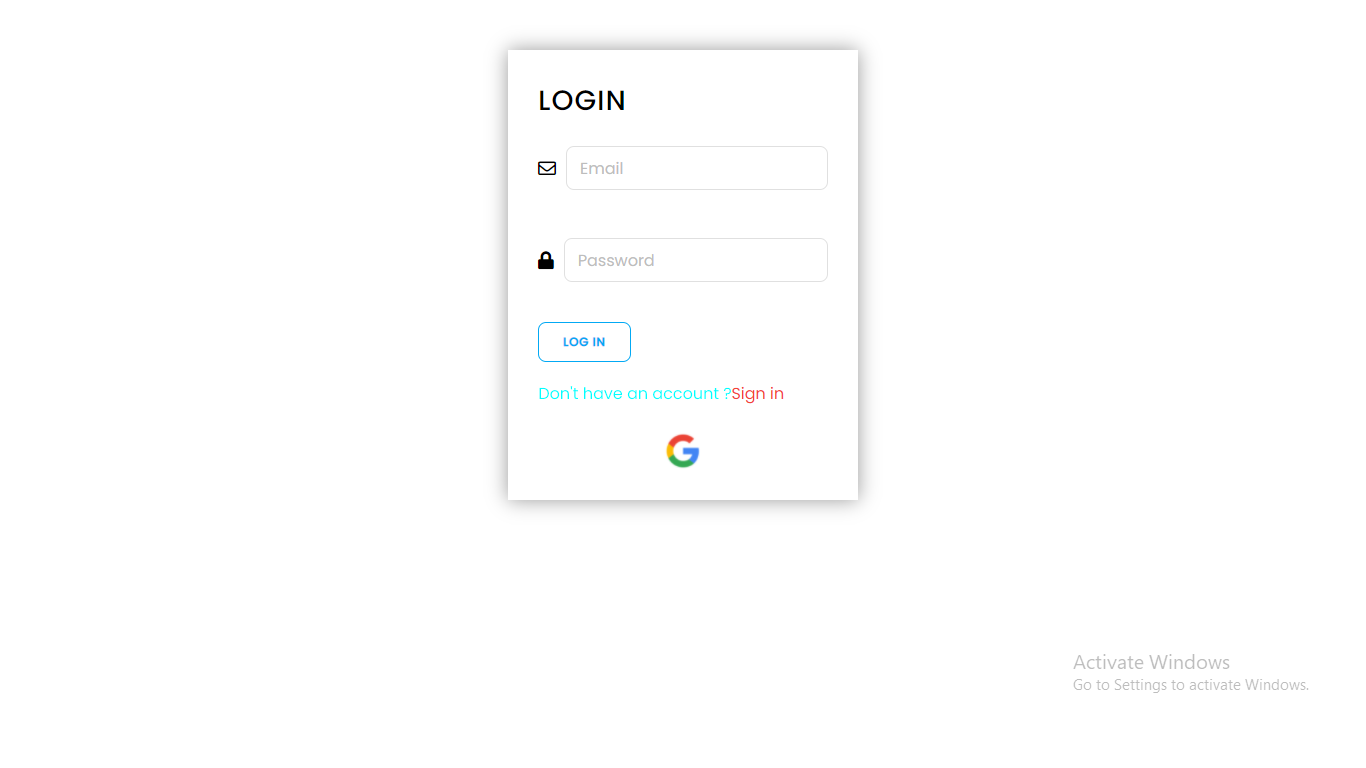 LOGIN
Email
Password
LOG IN
Don't have an account ?Sign in
Activate Windows
Go to Settings to activate Windows.